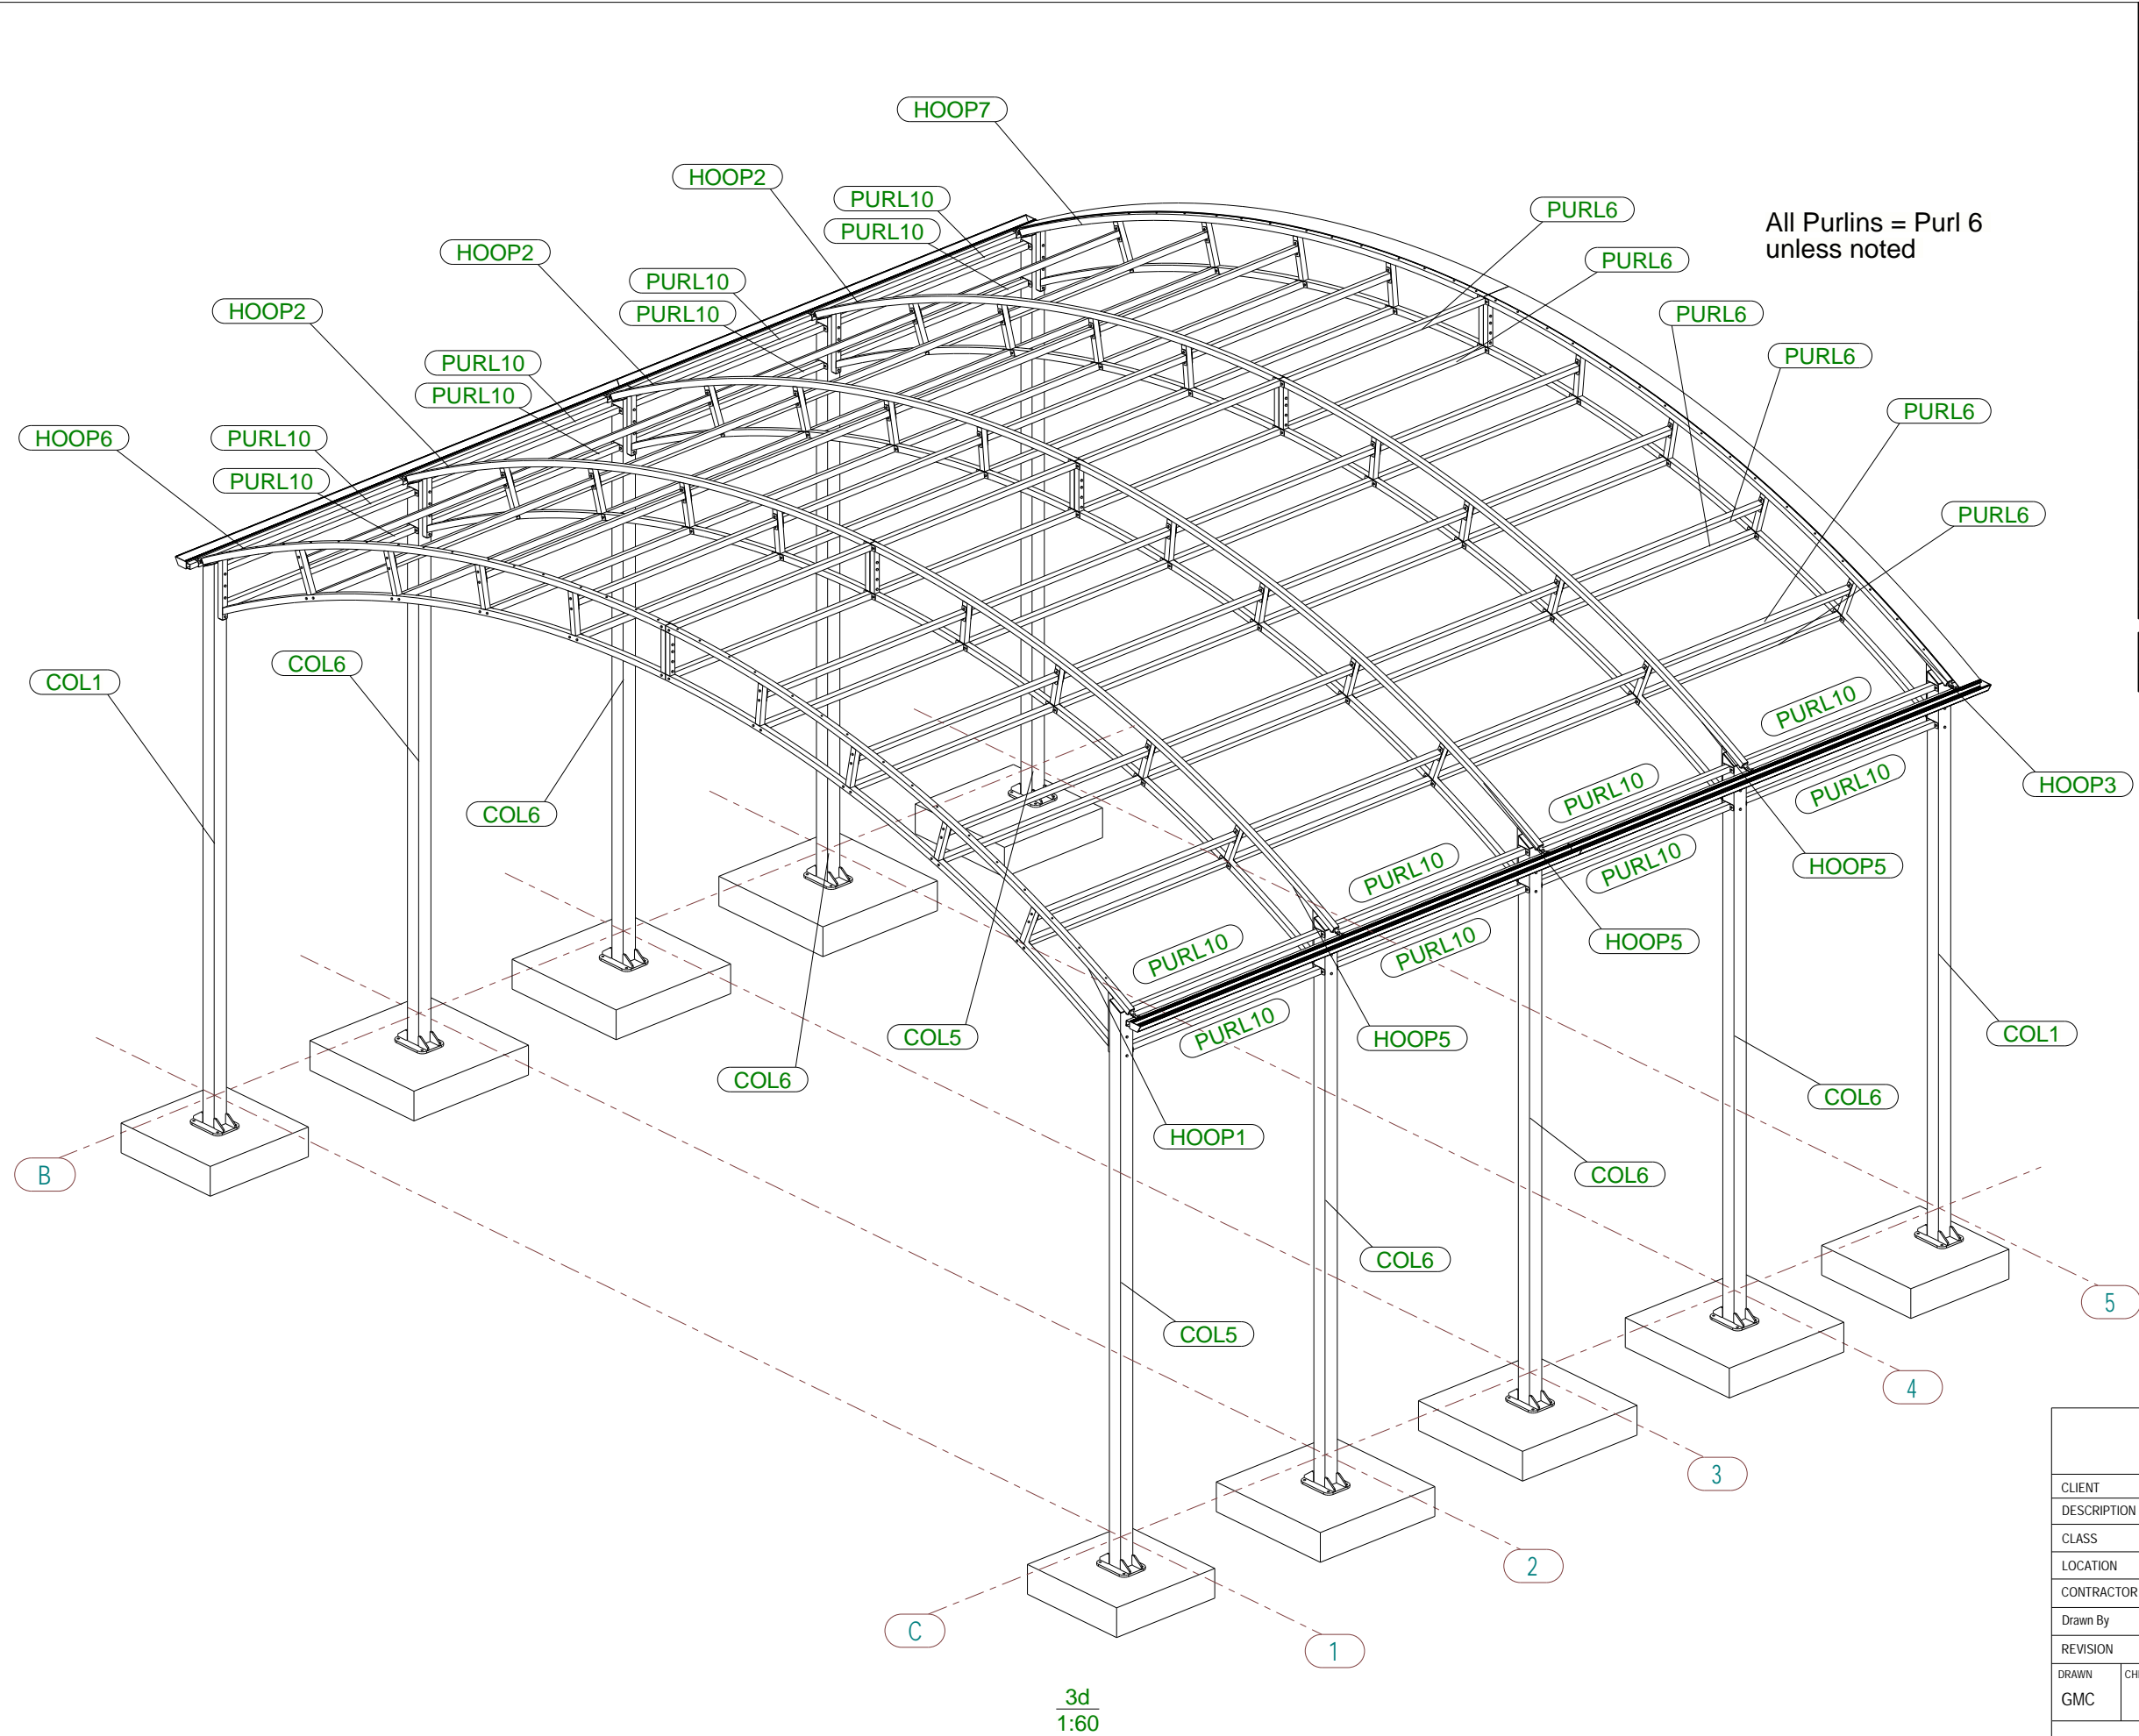 HOOP7
HOOP2
PURL10
PURL10
PURL6
All Purlins = Purl 6
unless noted
HOOP2
PURL10
PURL10
PURL6
HOOP2
PURL10
PURL10
PURL6
PURL6
HOOP6
PURL10
PURL10
PURL6
PURL6
COL1
COL6
COL6
PURL10
PURL10
HOOP3
PURL10
PURL10
HOOP5
PURL10
PURL10
HOOP5
PURL10
PURL10
HOOP5
COL5
COL6
COL1
COL6
HOOP1
COL6
B
COL6
COL5
5
4
3
2
C
1
3d
1:60
CLIENT
DESCRIPTION
CLASS
LOCATION
CONTRACTOR
Drawn By
REVISION
DRAWN
GMC